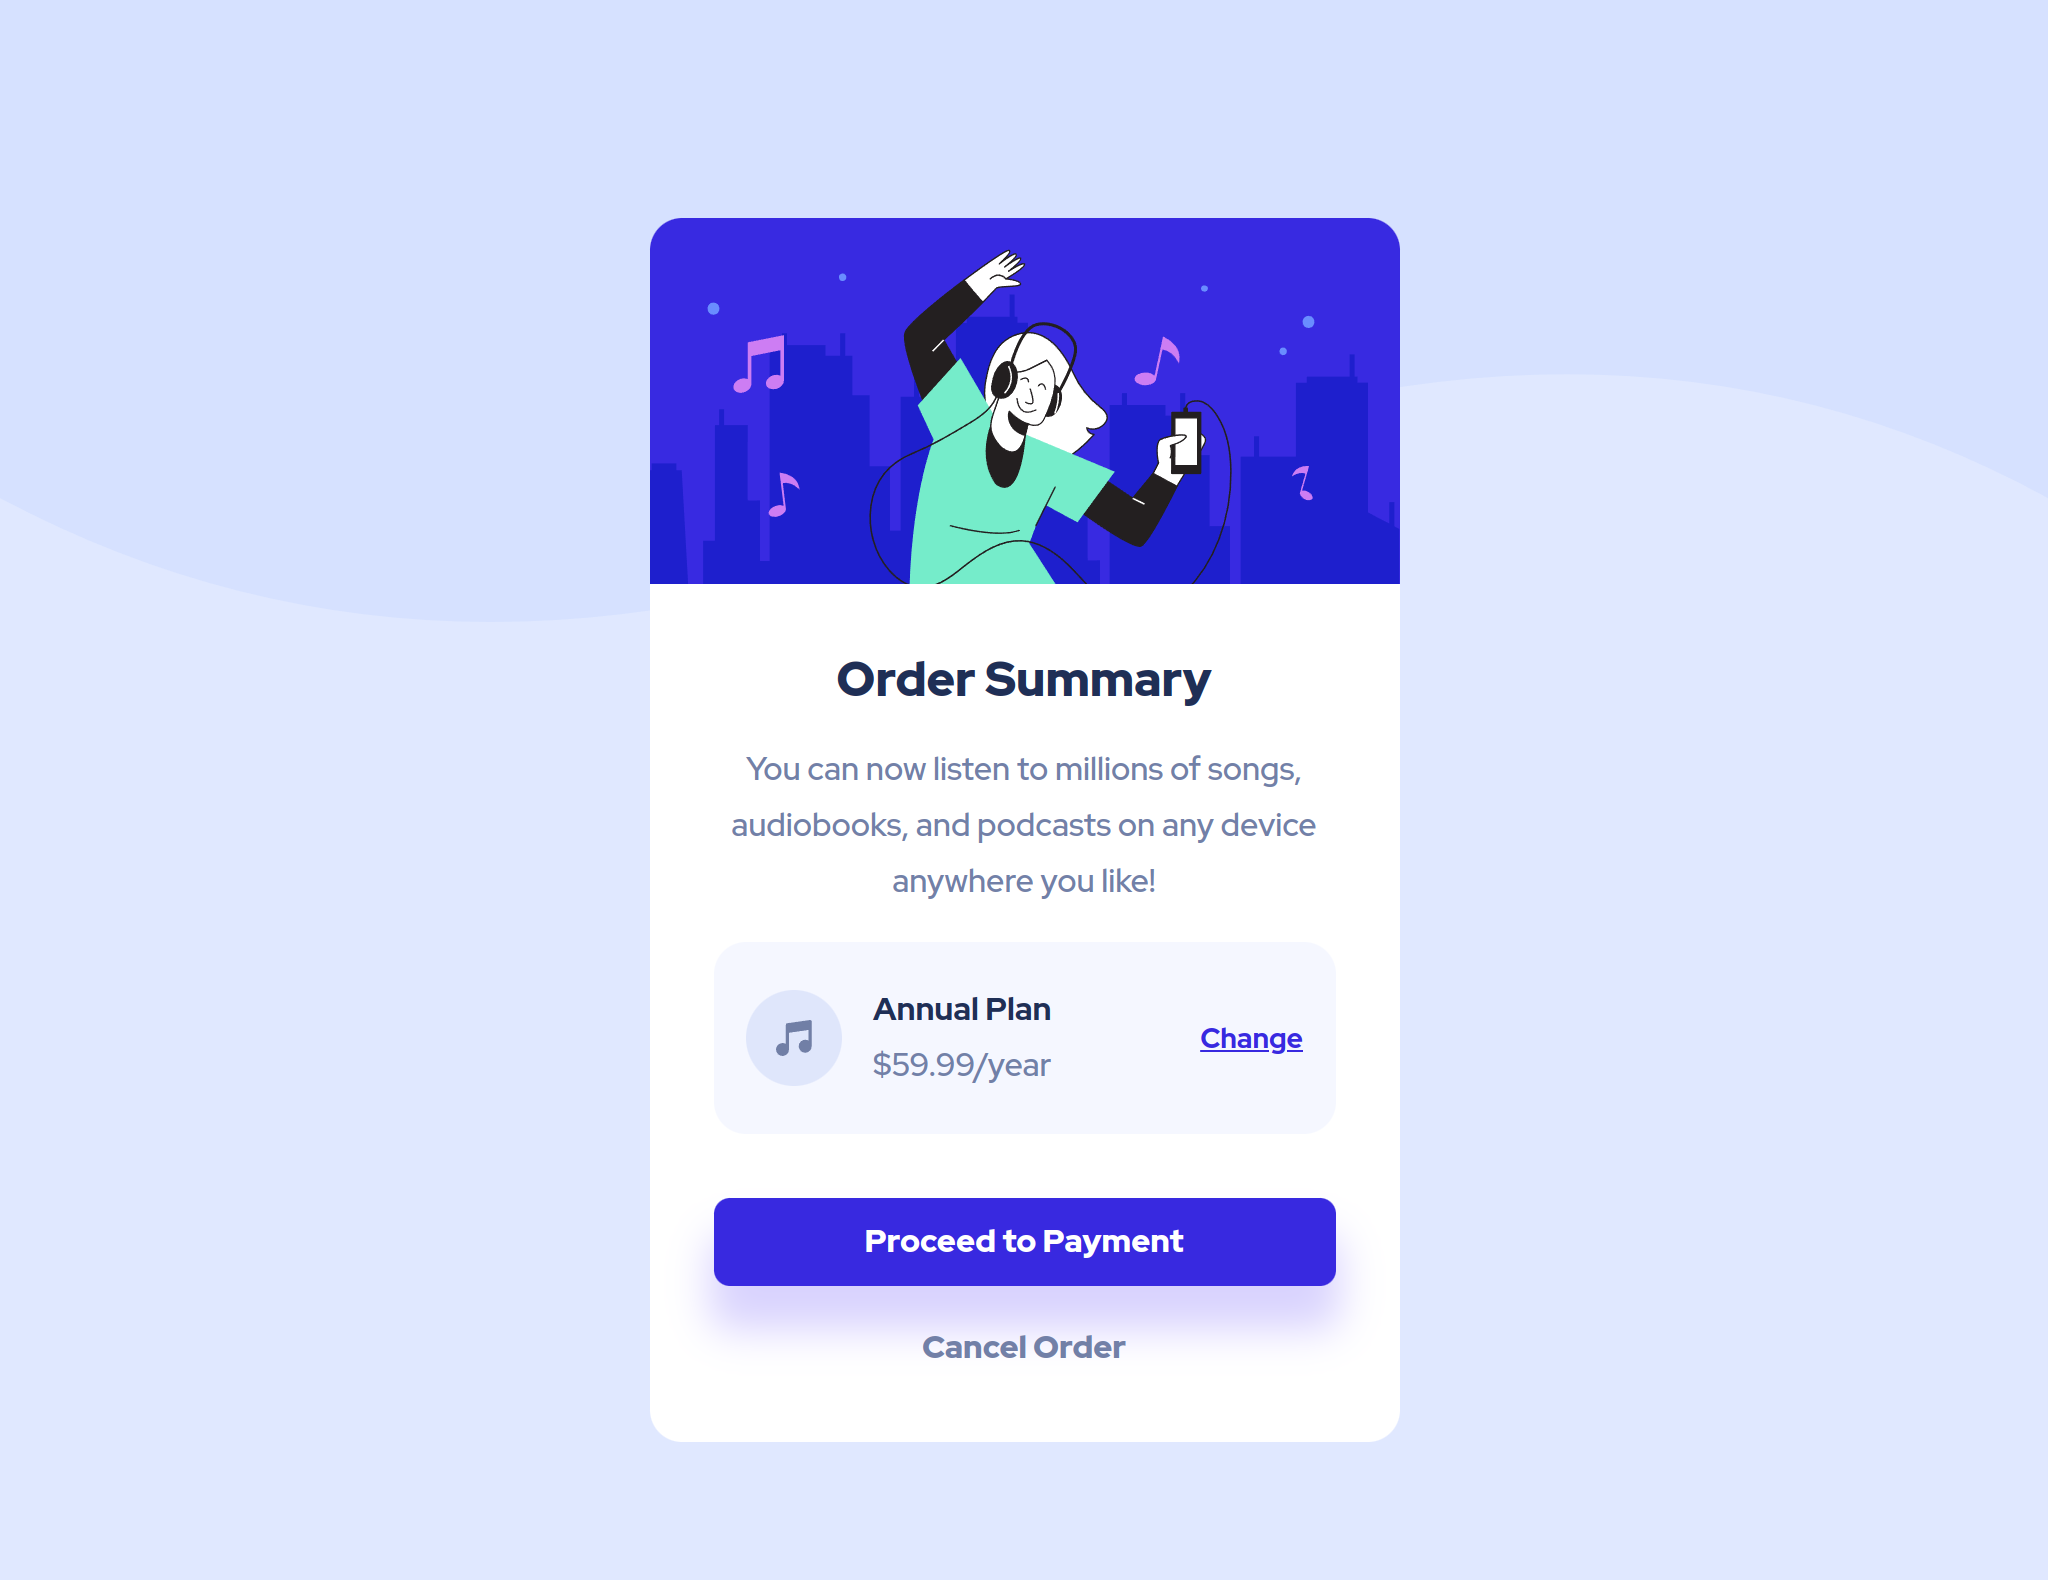 Order Summary
You can now listen to millions of songs,
audiobooks, and podcasts on any device
anywhere you like!
Annual Plan
$59.99/year
Change
Proceed to Payment
Cancel Order